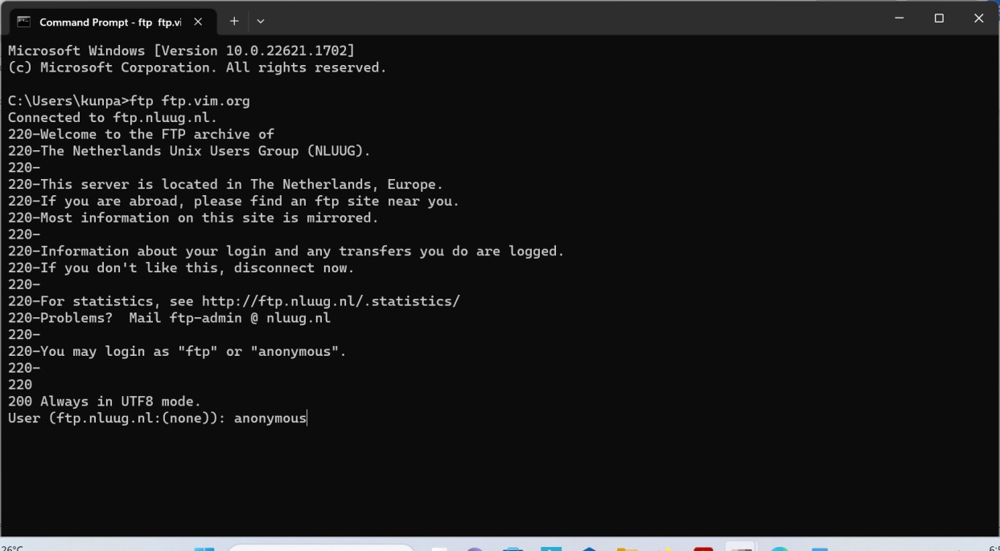 Command Prompt - ftp ftp.vi
Microsoft Windows [Version 10.0.22621.1702]
(c) Microsoft Corporation. All rights reserved.
C:\Users\kunpa>ftp ftp.vim.org
Connected to ftp.nluug.nl.
220-Welcome to the FTP archive of
220-The Netherlands Unix Users Group (NLUUG).
220-
220-This server is located in The Netherlands, Europe.
220-If you are abroad, please find an ftp site near you.
220-Most information on this site is mirrored.
220-
220-Information about your login and any transfers you do are logged.
220-If you don't like this, disconnect now.
220-
220-For statistics, see http://ftp.nluug.nl/.statistics/
220-Problems?  Mail ftp-admin @ nluug.nl
220-
220-You may login as "ftp" or "anonymous".
220-
220
200 Always in UTF8 mode.
User (ftp.nluug.nl:(none)): anonymous
26°C